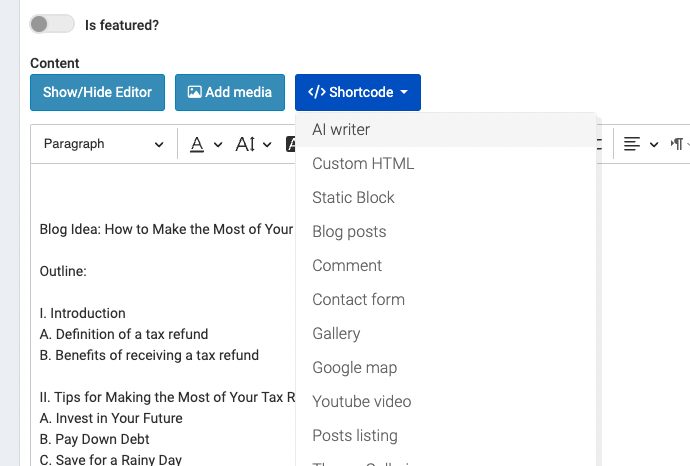 Is featured?
Content
Show/Hide Editor
Add media
</> Shortcode
Paragraph
A
A
A
AI writer
Custom HTML
Static Block
Blog posts
Comment
Contact form
Gallery
Google map
Youtube video
Posts listing
Blog Idea: How to Make the Most of Your
Outline:
I. Introduction
A. Definition of a tax refund
B. Benefits of receiving a tax refund
II. Tips for Making the Most of Your Tax R
A. Invest in Your Future
B. Pay Down Debt
C. Save for a Rainy Day